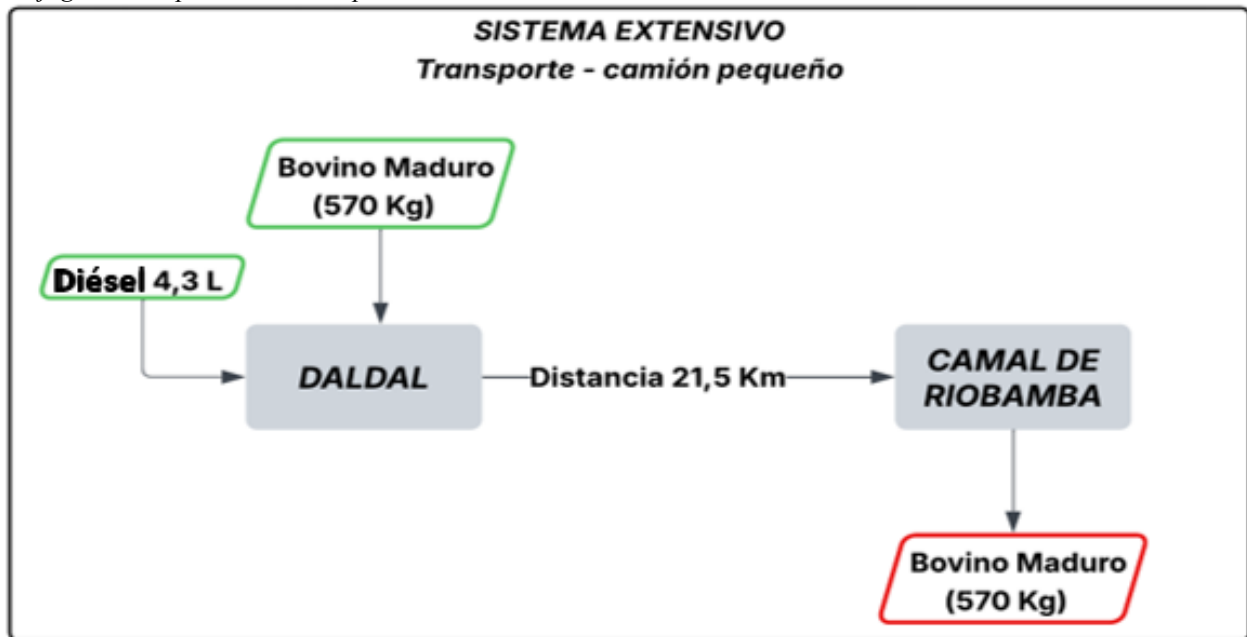 SISTEMA EXTENSIVO
Transporte - camión pequeño
Bovino Maduro
(570 Kg)
Diésel 4,3 L
DALDAL
Distancia 21,5 Km
CAMAL DE
RIOBAMBA
Bovino Maduro
(570 Kg)